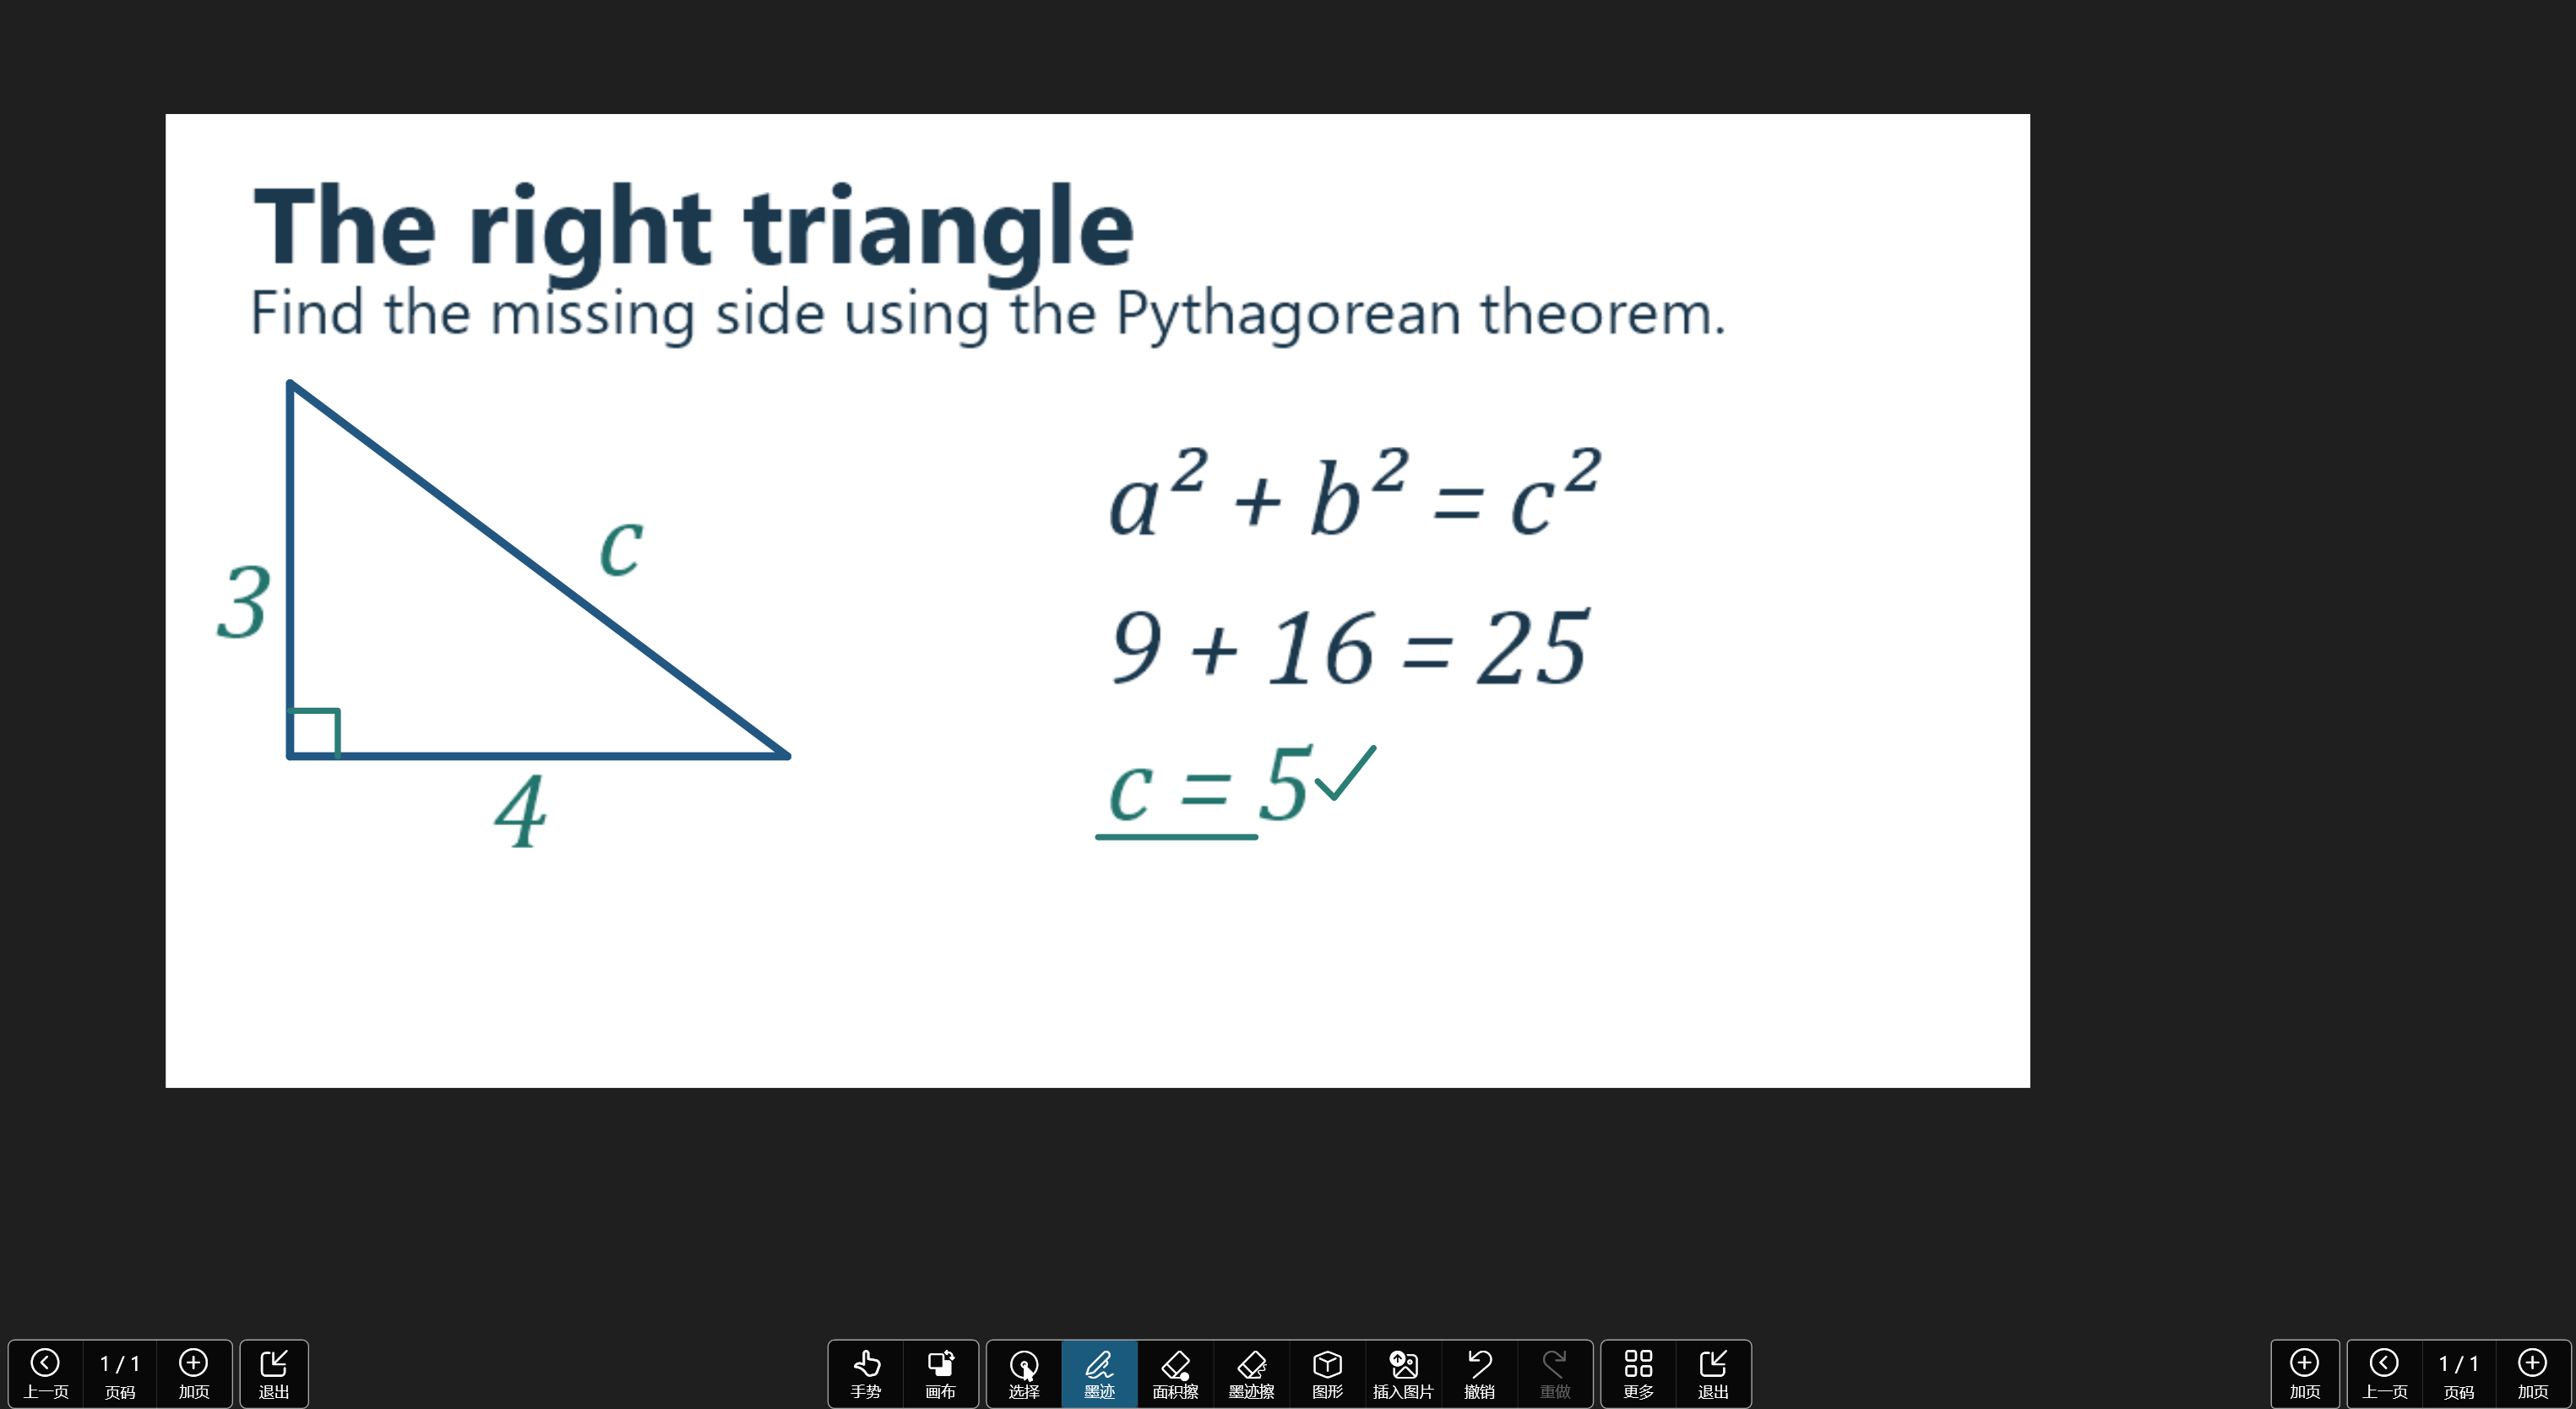 The right triangle
Find the missing side using the Pythagorean theorem.
c
3
4
a² + b² = c²
9 + 16 = 25
c = 5✓
上一页
1 / 1
页码
加页
退出
手势
画布
选择
墨迹
面积擦
墨迹擦
图形
插入图片
撤销
重做
更多
退出
加页
上一页
1 / 1
页码
加页